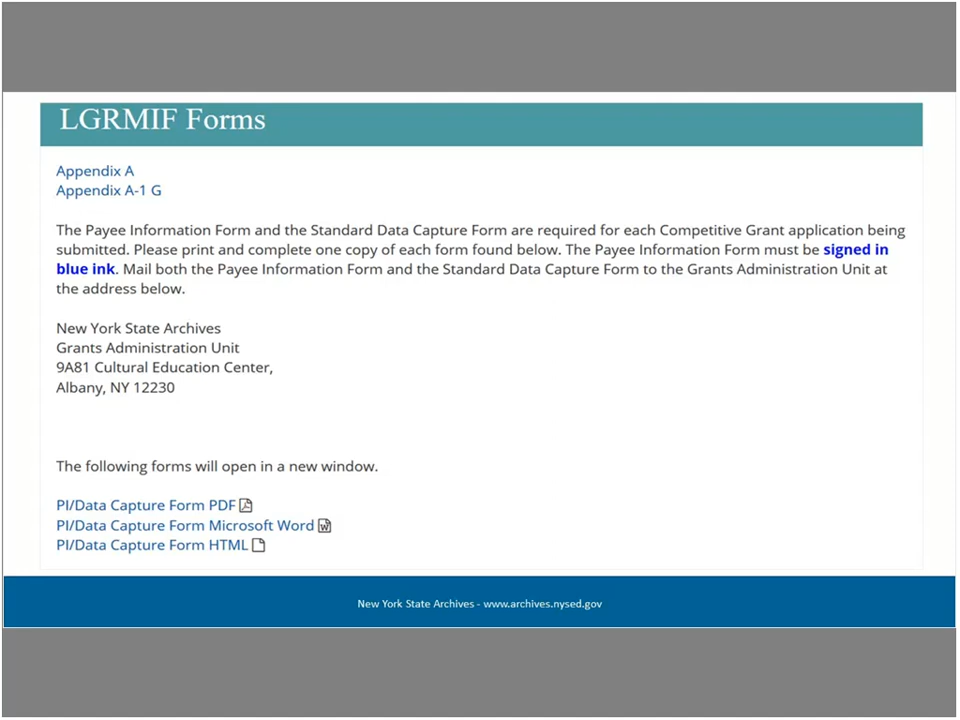 LGRMIF Forms
Appendix A
Appendix A-1 G
The Payee Information Form and the Standard Data Capture Form are required for each Competitive Grant application being
submitted. Please print and complete one copy of each form found below. The Payee Information Form must be signed in
blue ink. Mail both the Payee Information Form and the Standard Data Capture Form to the Grants Administration Unit at
the address below.
New York State Archives
Grants Administration Unit
9A81 Cultural Education Center,
Albany, NY 12230
The following forms will open in a new window.
PI/Data Capture Form PDF
PI/Data Capture Form Microsoft Word
PI/Data Capture Form HTML
New York State Archives - www.archives.nysed.gov